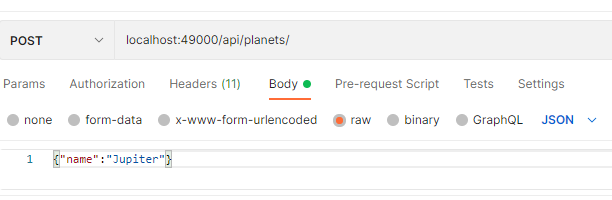 POST localhost:49000/api/planets/
Params Authorization Headers (11) Body Pre-request Script Tests Settings
none form-data x-www-form-urlencoded raw binary GraphQL JSON
1 {"name":"Jupiter"}